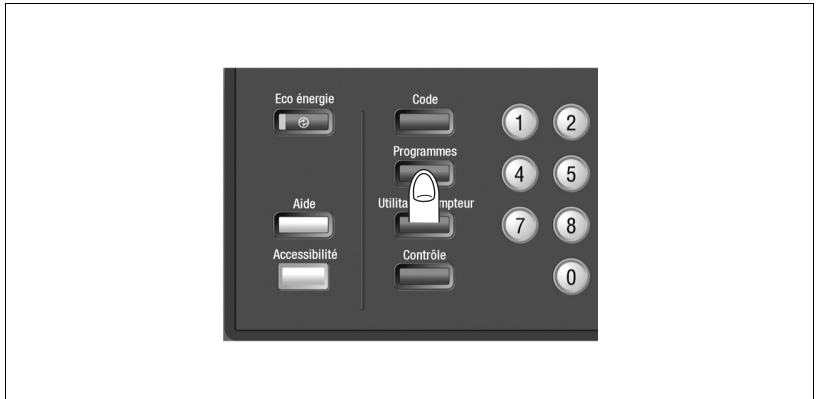 Eco énergie
Code
1 2
Programmes
4 5
Aide
7 8
Accessibilité
Contrôle
0